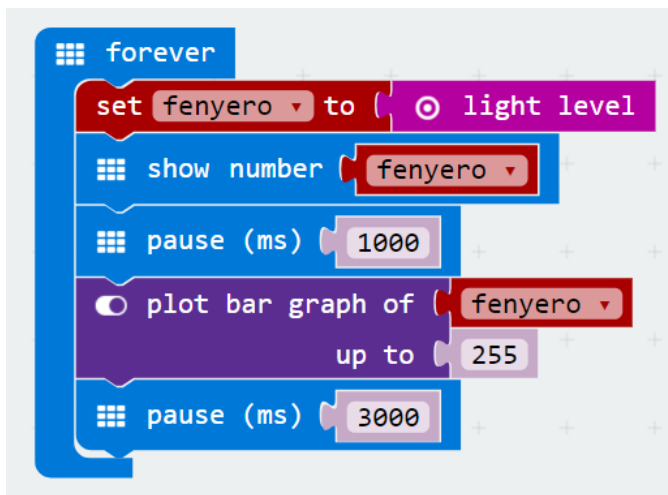 forever
set fenyero to light level
show number fenyero
pause (ms) 1000
plot bar graph of fenyero
up to 255
pause (ms) 3000